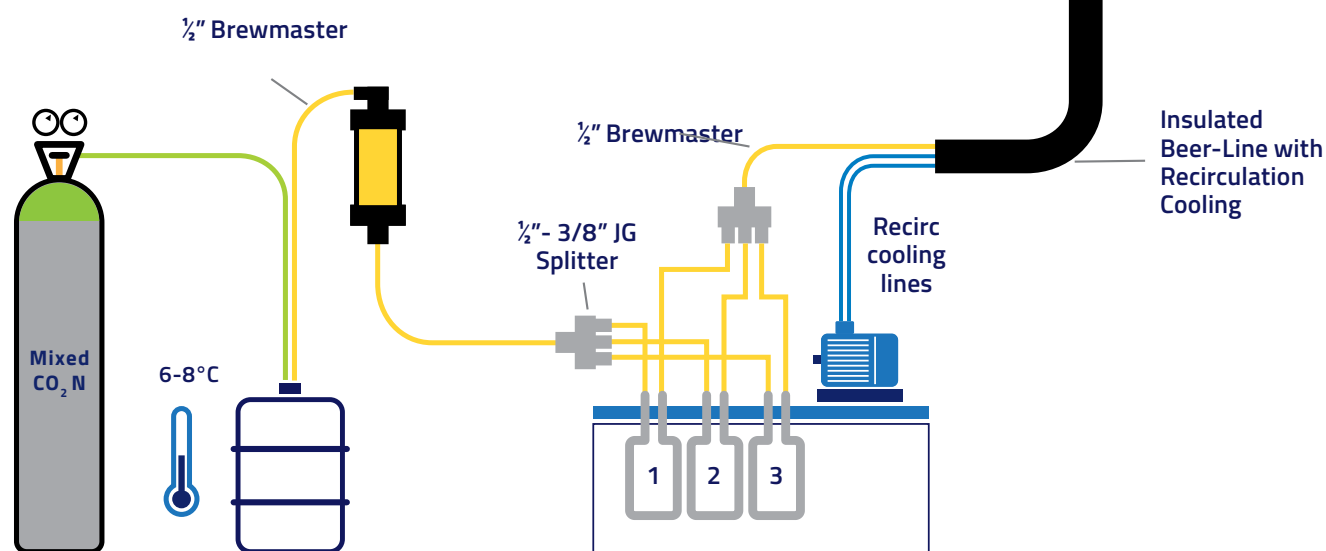 ½” Brewmaster
½” Brewmaster
Insulated
Beer-Line with
Recirculation
Cooling
½”- 3/8” JG
Splitter
Recirc
cooling
lines
Mixed
CO₂ N
6-8°C
1
2
3